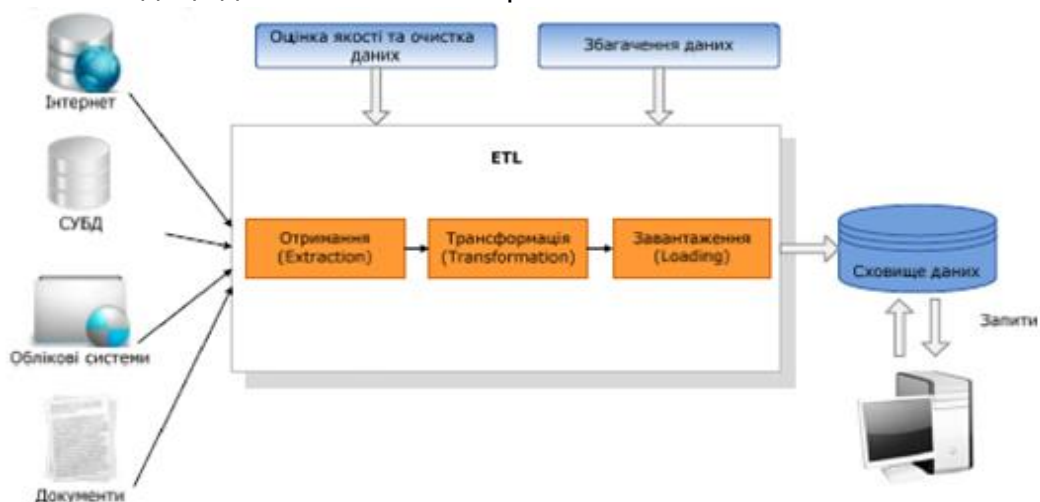 Оцінка якості та очистка
даних
Збагачення даних
Інтернет
ETL
СУБД
Отримання
(Extraction)
Трансформація
(Transformation)
Завантаження
(Loading)
Сховище даних
Запити
Облікові системи
Документи